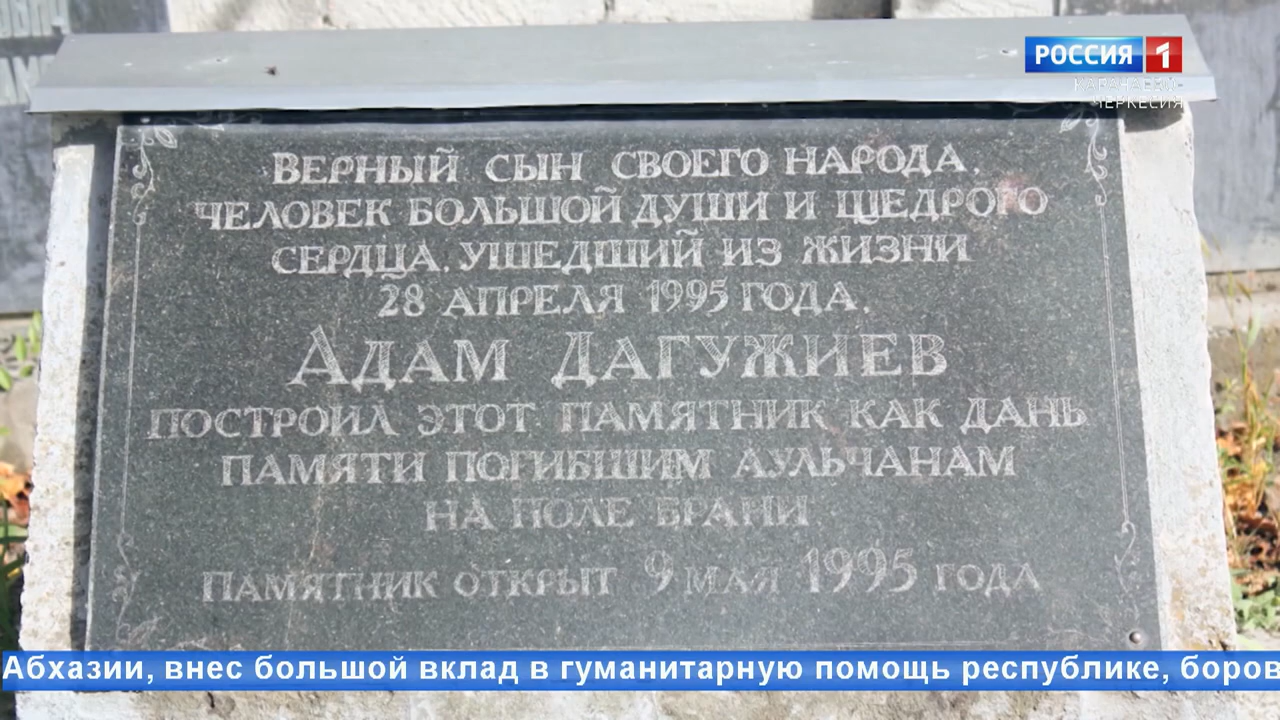 РОССИЯ 1
КАРАЧАЕВО-
ЧЕРКЕСИЯ
ВЕРНЫЙ СЫН СВОЕГО НАРОДА,
ЧЕЛОВЕК БОЛЬШОЙ ДУШИ И ЩЕДРОГО
СЕРДЦА, УШЕДШИЙ ИЗ ЖИЗНИ
28 АПРЕЛЯ 1995 ГОДА,
АДАМ ДАГУЖИЕВ
ПОСТРОИЛ ЭТОТ ПАМЯТНИК КАК ДАНЬ
ПАМЯТИ ПОГИБШИМ АУЛЬЧАНАМ
НА ПОЛЕ БРАНИ
ПАМЯТНИК ОТКРЫТ 9 МАЯ 1995 ГОДА
Абхазии, внес большой вклад в гуманитарную помощь республике, боров